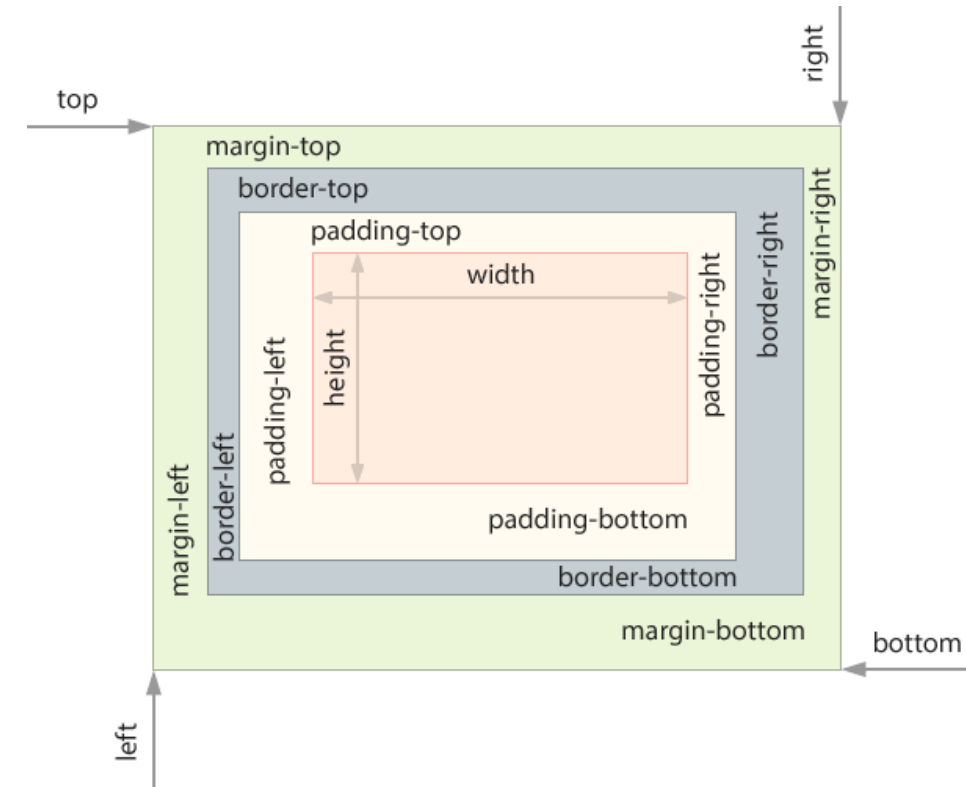 right
top
margin-top
margin-right
border-top
border-right
padding-top
padding-right
width
height
padding-left
border-left
margin-left
padding-bottom
border-bottom
margin-bottom
bottom
left